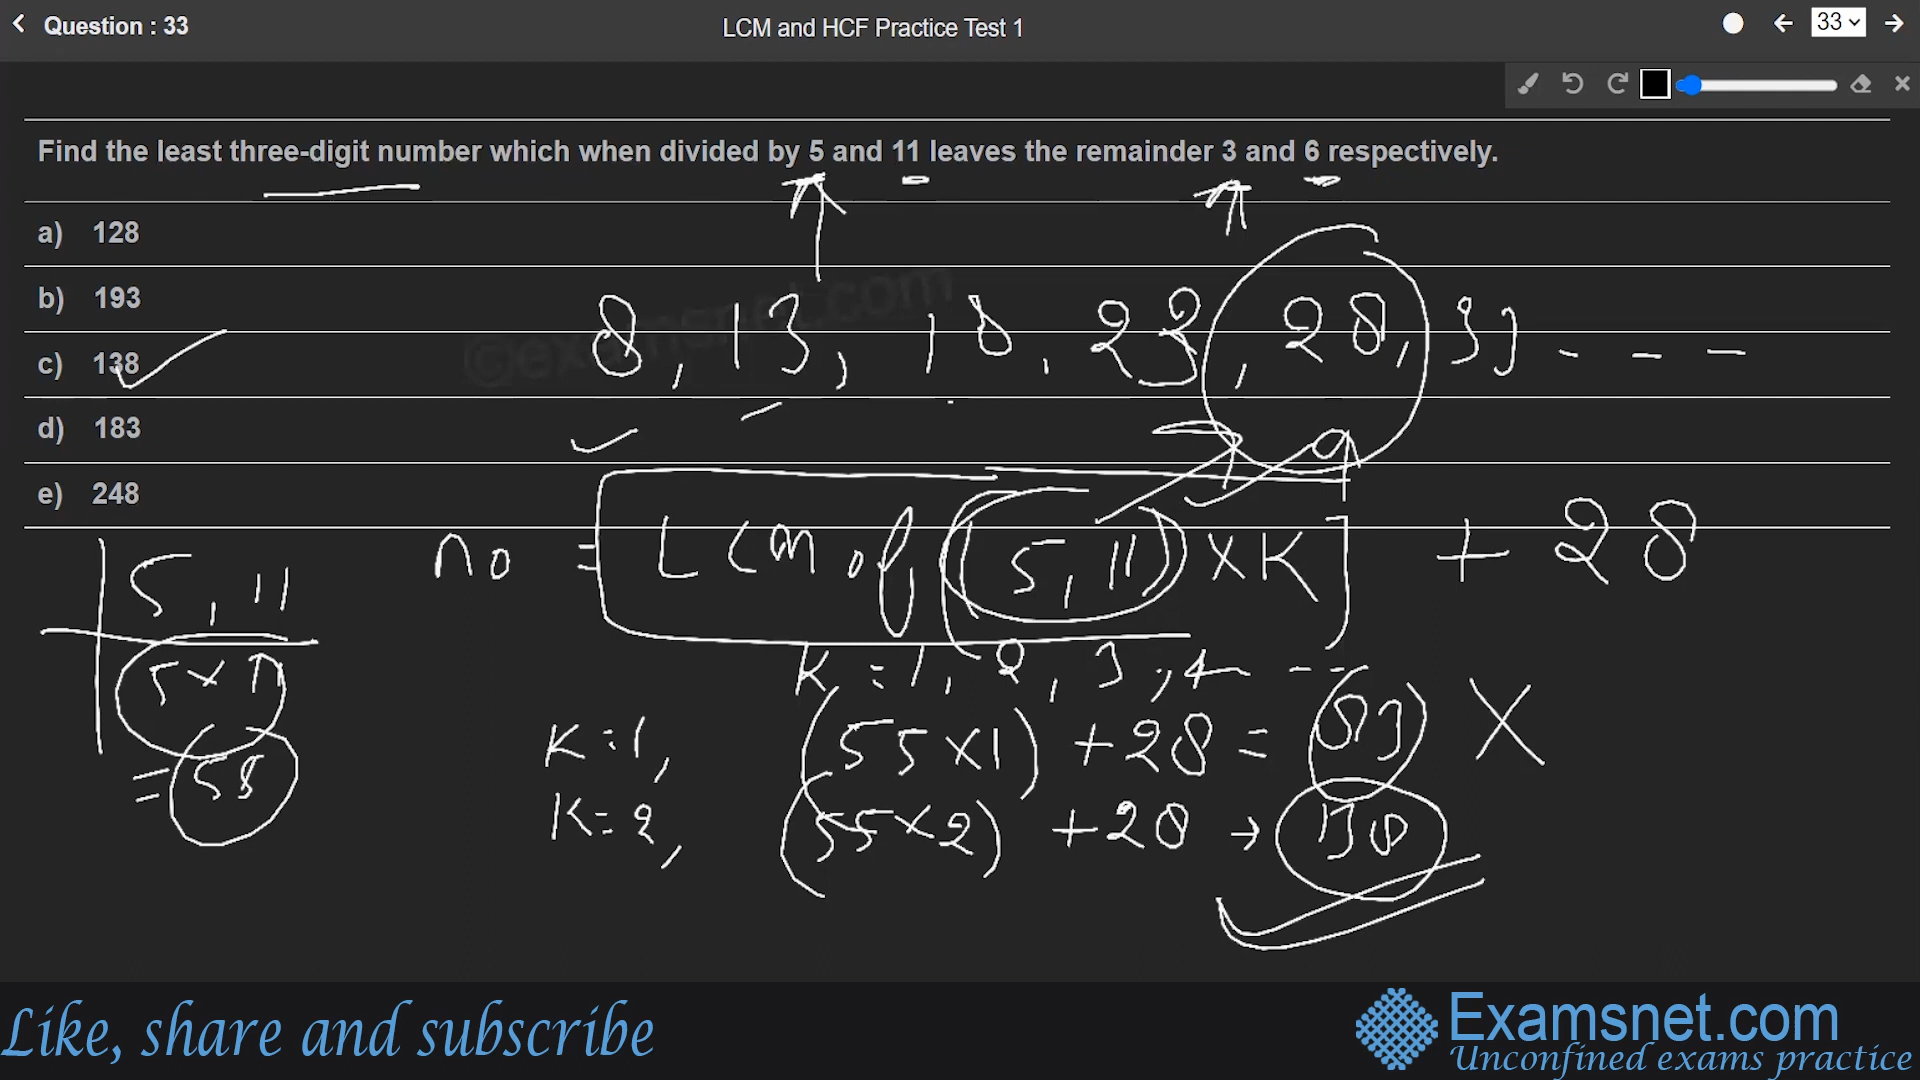 Question : 33
LCM and HCF Practice Test 1
33
Find the least three-digit number which when divided by 5 and 11 leaves the remainder 3 and 6 respectively.
a) 128
b) 193
c) 138
d) 183
e) 248
©examsnet.com
8, 13, 18, 23, 28, 33 - - -
no = LCM of (5, 11) × K] + 28
5, 11
5 × 11
= 55
K = 1, 2, 3, 4 - - -
K = 1, (55 × 1) + 28 = 83 X
K = 2, (55 × 2) + 28 → 138
Like, share and subscribe
Examsnet.com
Unconfined exams practice